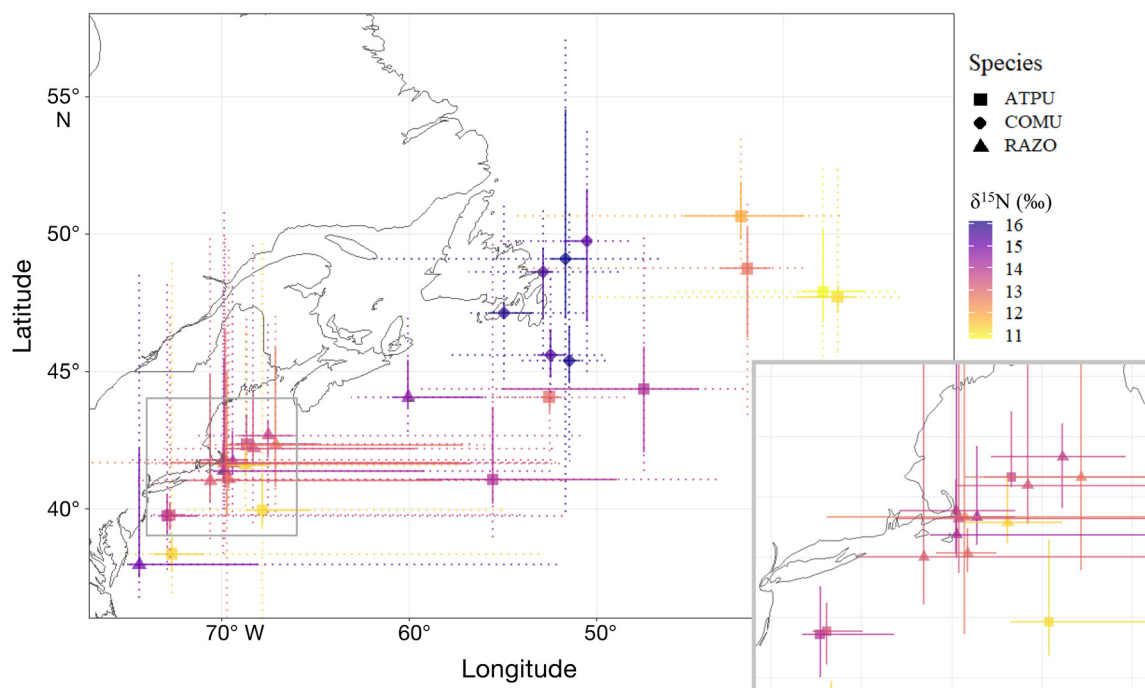 55°
N
50°
45°
40°
70° W
60°
50°
Latitude
Longitude
Species
ATPU
COMU
RAZO
δ¹⁵N (‰)
16
15
14
13
12
11